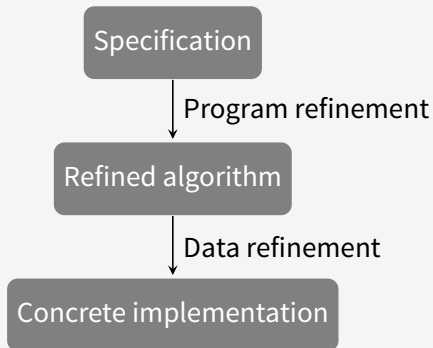 Specification
Program refinement
Refined algorithm
Data refinement
Concrete implementation